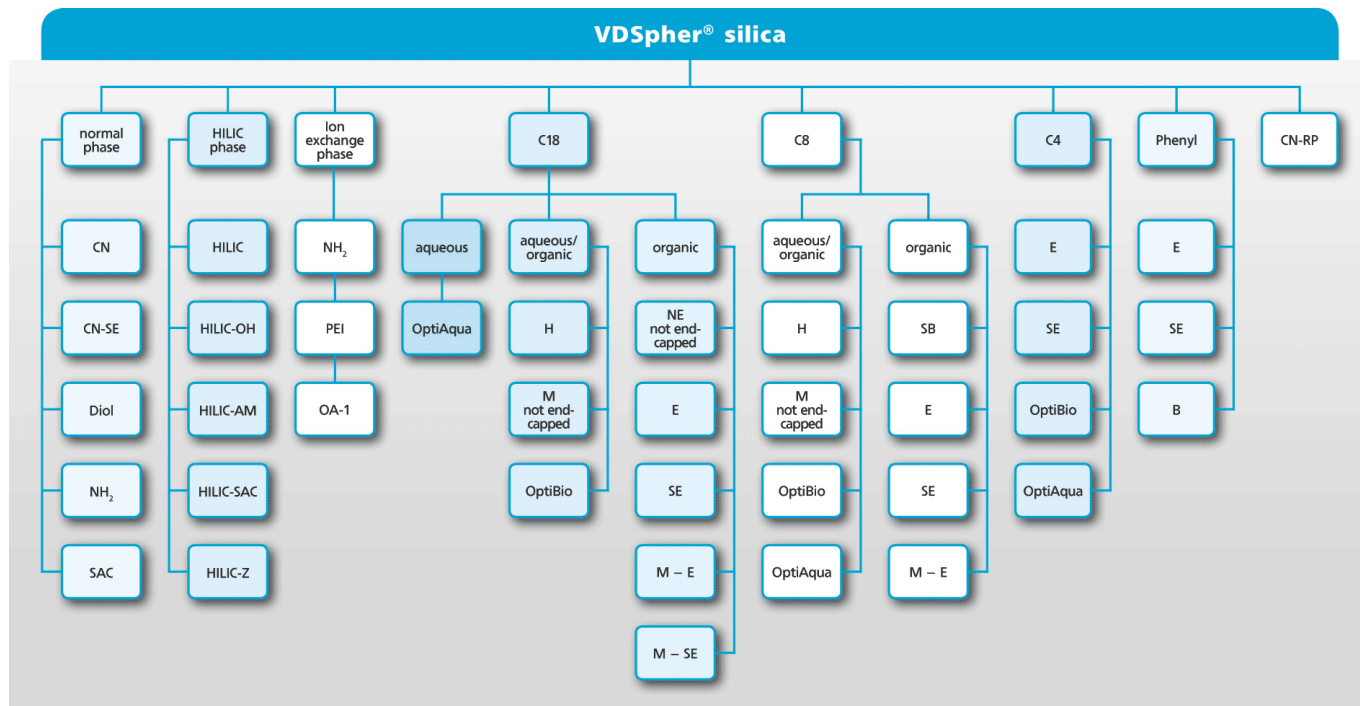 VDSpher® silica
normal
phase
HILIC
phase
Ion
exchange
phase
C18
C8
C4
Phenyl
CN-RP
CN
CN-SE
Diol
NH₂
SAC
HILIC
HILIC-OH
HILIC-AM
HILIC-SAC
HILIC-Z
NH₂
PEI
OA-1
aqueous
OptiAqua
aqueous/
organic
H
M
not end-
capped
OptiBio
organic
NE
not end-
capped
E
SE
M – E
M – SE
aqueous/
organic
H
M
not end-
capped
OptiBio
OptiAqua
organic
SB
E
SE
M – E
E
SE
OptiBio
OptiAqua
E
SE
B